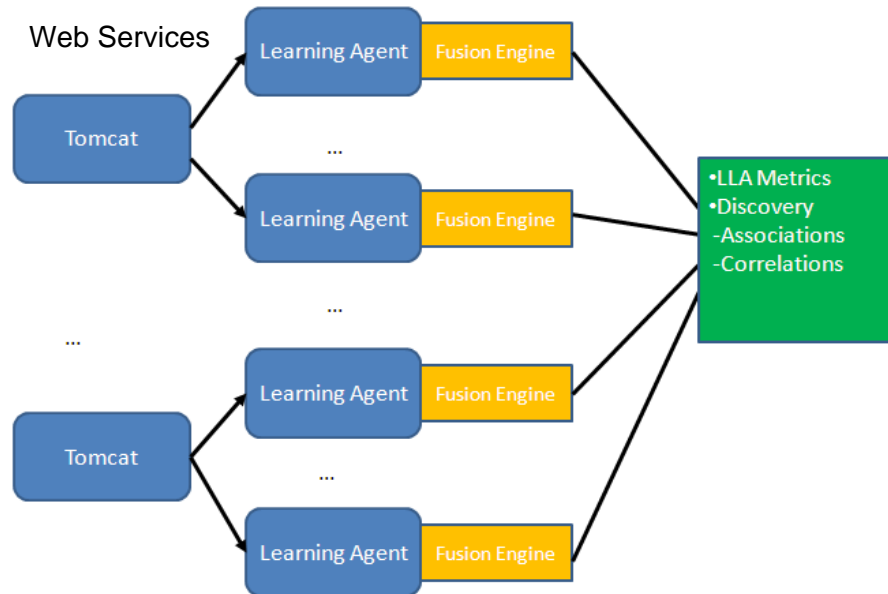 Web Services
Learning Agent
Fusion Engine
Tomcat
...
Learning Agent
Fusion Engine
•LLA Metrics
•Discovery
-Associations
-Correlations
...
...
Learning Agent
Fusion Engine
Tomcat
...
Learning Agent
Fusion Engine